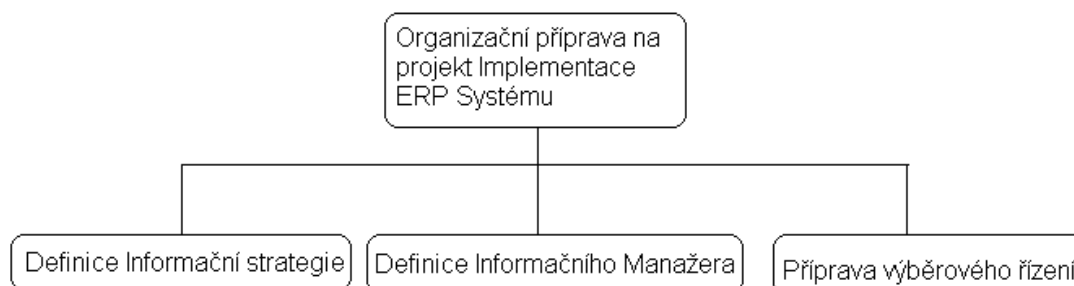 Organizační příprava na
projekt Implementace
ERP Systému
Definice Informační strategie
Definice Informačního Manažera
Příprava výběrového řízení